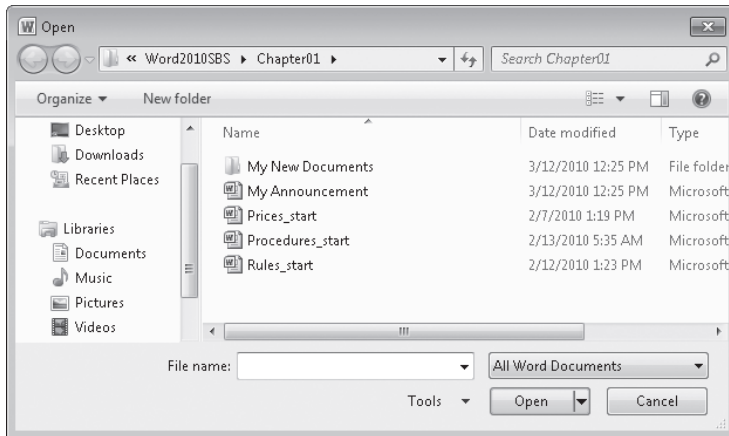 Open
« Word2010SBS ▸ Chapter01 ▸ Search Chapter01
Organize New folder
Name Date modified Type
Desktop
Downloads
Recent Places
Libraries
Documents
Music
Pictures
Videos
My New Documents 3/12/2010 12:25 PM File folder
My Announcement 3/12/2010 12:25 PM Microsoft
Prices_start 2/7/2010 1:19 PM Microsoft
Procedures_start 2/13/2010 5:35 AM Microsoft
Rules_start 2/12/2010 1:23 PM Microsoft
File name: All Word Documents
Tools Open Cancel